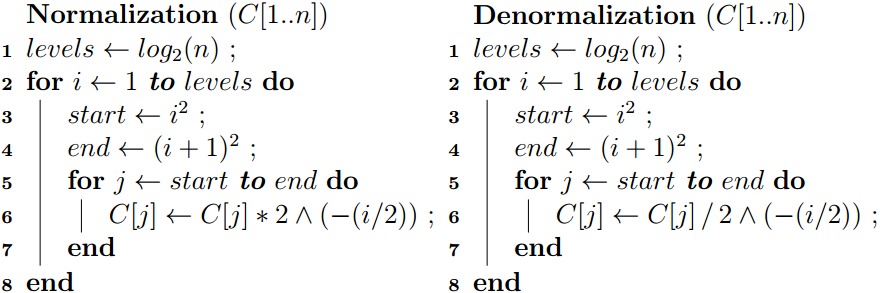 Normalization (C[1..n])
1 levels ← log₂(n) ;
2 for i ← 1 to levels do
3 start ← i² ;
4 end ← (i + 1)² ;
5 for j ← start to end do
6 C[j] ← C[j] ∗ 2 ∧ (−(i/2)) ;
7 end
8 end
Denormalization (C[1..n])
1 levels ← log₂(n) ;
2 for i ← 1 to levels do
3 start ← i² ;
4 end ← (i + 1)² ;
5 for j ← start to end do
6 C[j] ← C[j] / 2 ∧ (−(i/2)) ;
7 end
8 end